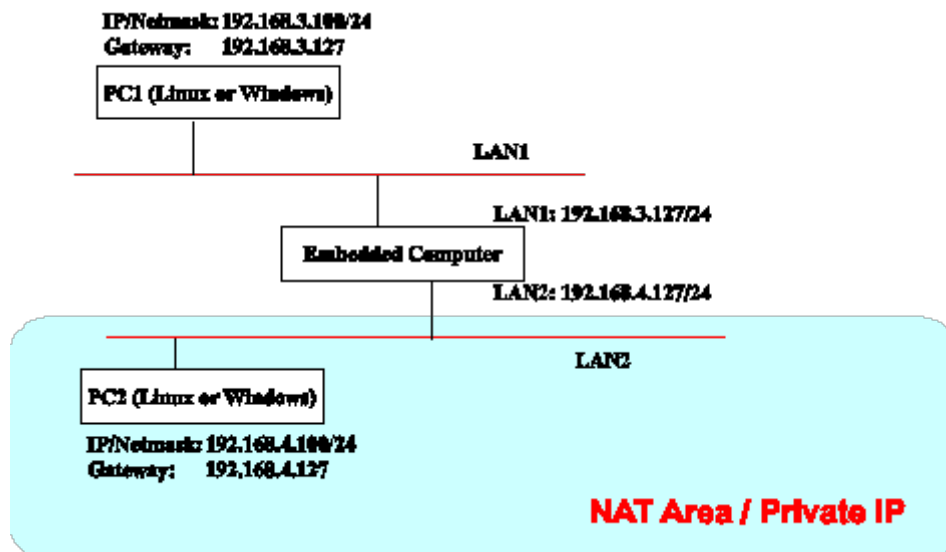 IP/Netmask: 192.168.3.100/24
Gateway: 192.168.3.127
PC1 (Linux or Windows)
LAN1
LAN1: 192.168.3.127/24
Embedded Computer
LAN2: 192.168.4.127/24
LAN2
PC2 (Linux or Windows)
IP/Netmask: 192.168.4.100/24
Gateway: 192.168.4.127
NAT Area / Private IP